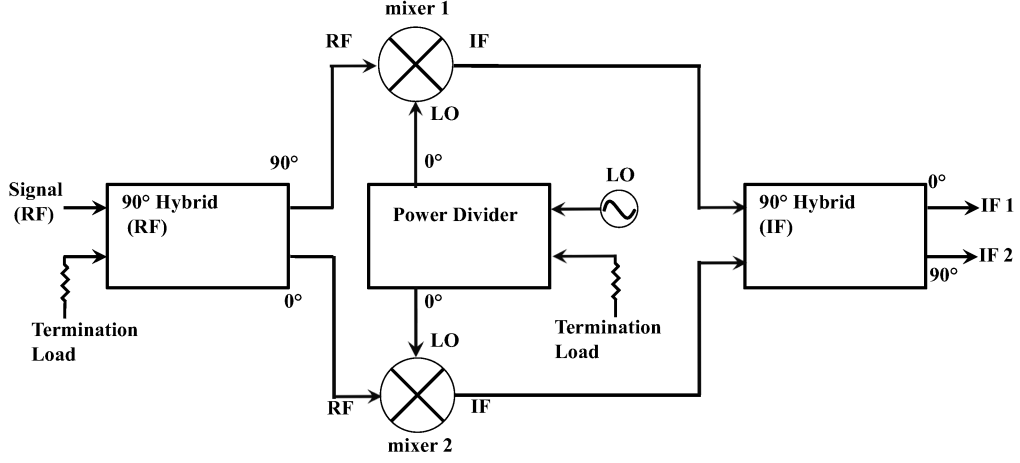 mixer 1
RF
IF
LO
90°
0°
Signal
(RF)
90° Hybrid
(RF)
Power Divider
LO
90° Hybrid
(IF)
0°
IF 1
IF 2
90°
0°
0°
Termination
Load
LO
Termination
Load
RF
IF
mixer 2